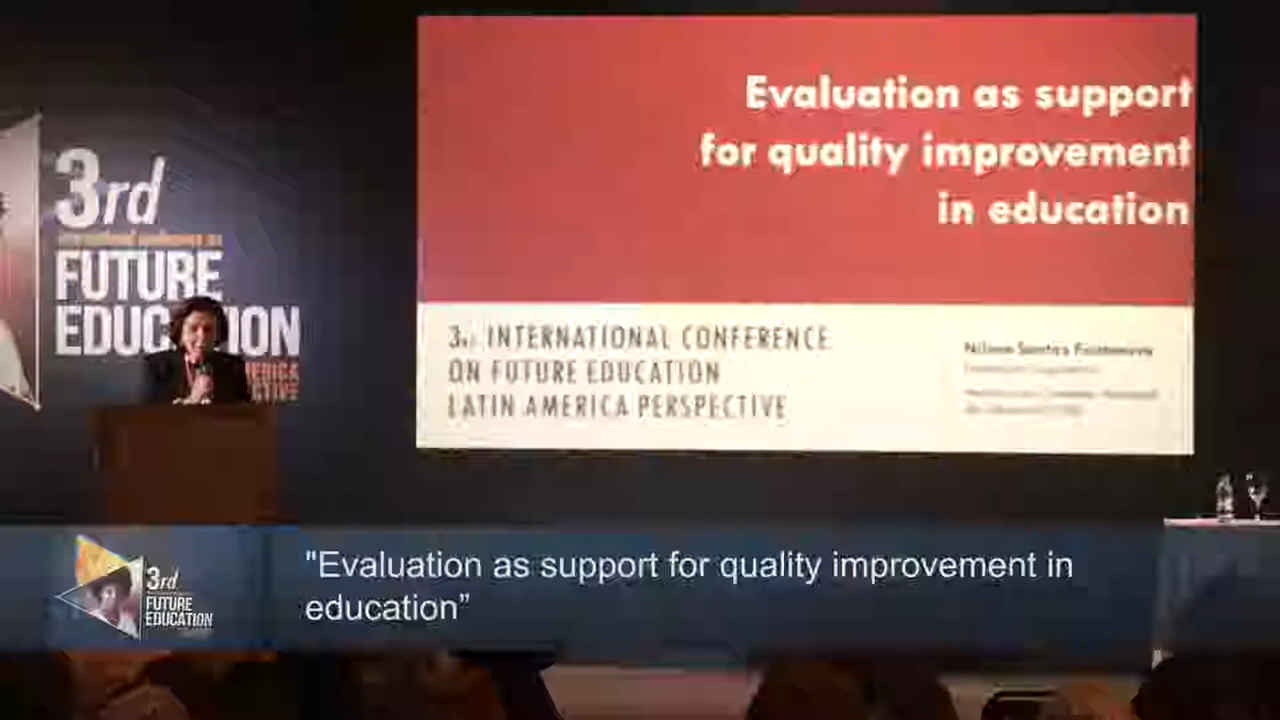 Evaluation as support
for quality improvement
in education
3rd
FUTURE
EDUC ION
3rd INTERNATIONAL CONFERENCE
ON FUTURE EDUCATION
LATIN AMERICA PERSPECTIVE
"Evaluation as support for quality improvement in
education”
3rd
FUTURE
EDUCATION